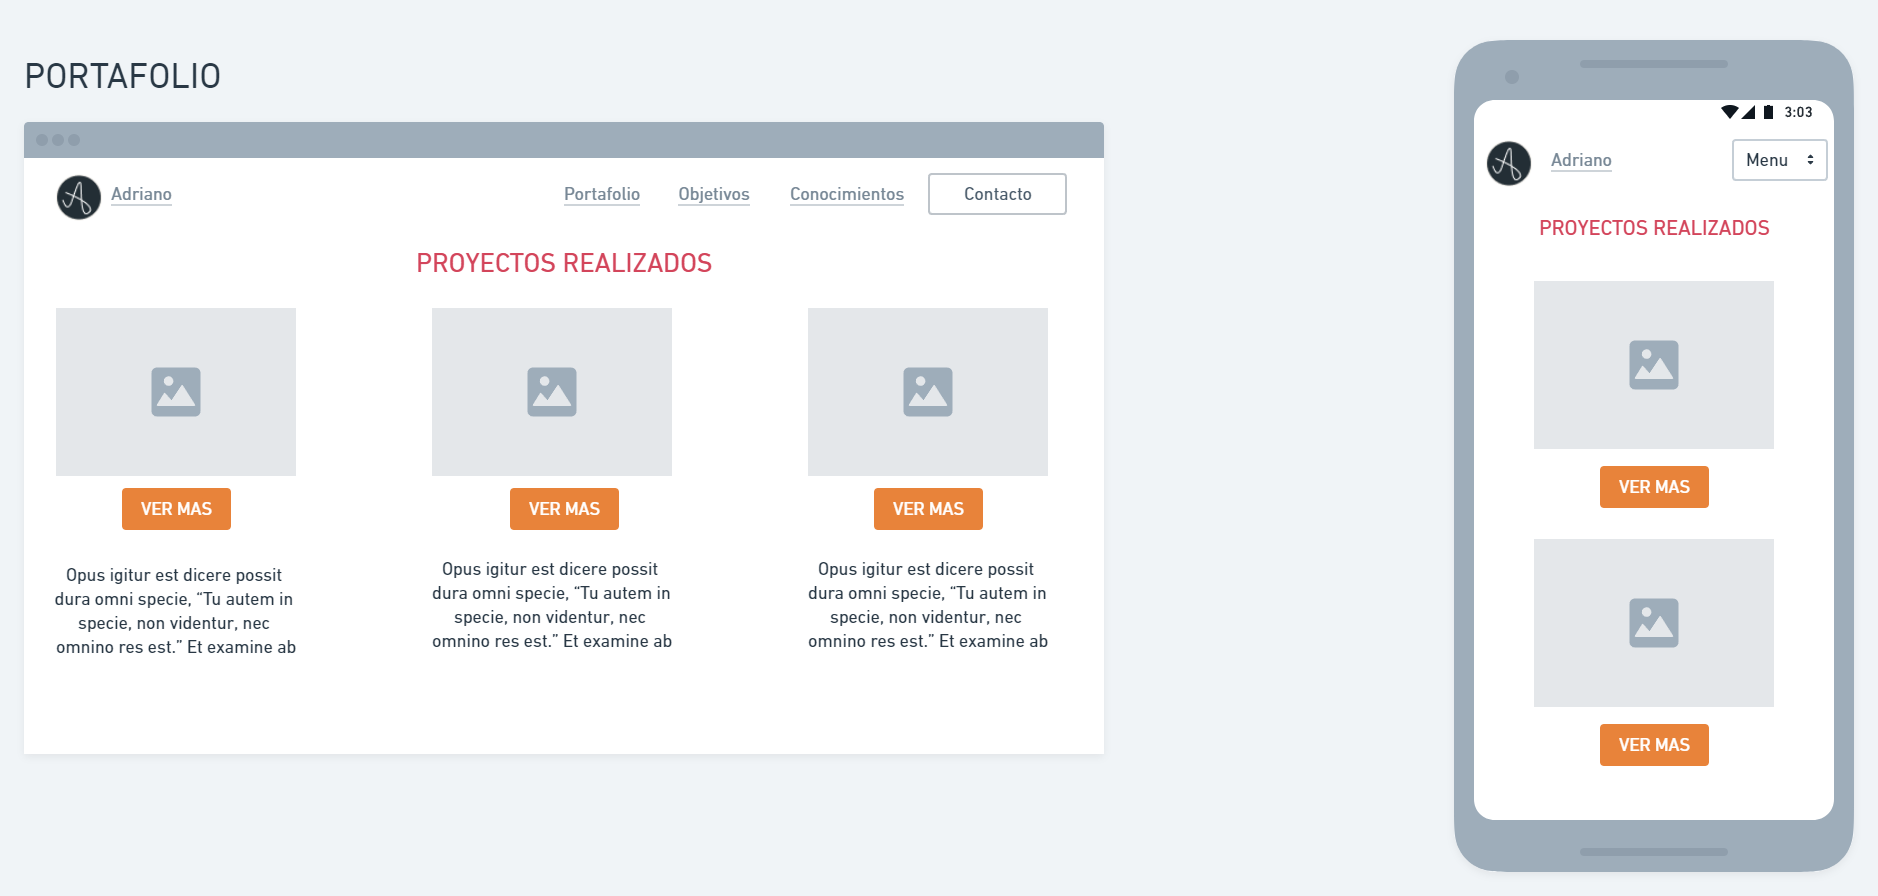 PORTAFOLIO
Adriano
Portafolio
Objetivos
Conocimientos
Contacto
PROYECTOS REALIZADOS
VER MAS
VER MAS
VER MAS
Opus igitur est dicere possit
dura omni specie, “Tu autem in
specie, non videntur, nec
omnino res est.” Et examine ab
Opus igitur est dicere possit
dura omni specie, “Tu autem in
specie, non videntur, nec
omnino res est.” Et examine ab
Opus igitur est dicere possit
dura omni specie, “Tu autem in
specie, non videntur, nec
omnino res est.” Et examine ab
3:03
A
Adriano
Menu
PROYECTOS REALIZADOS
VER MAS
VER MAS